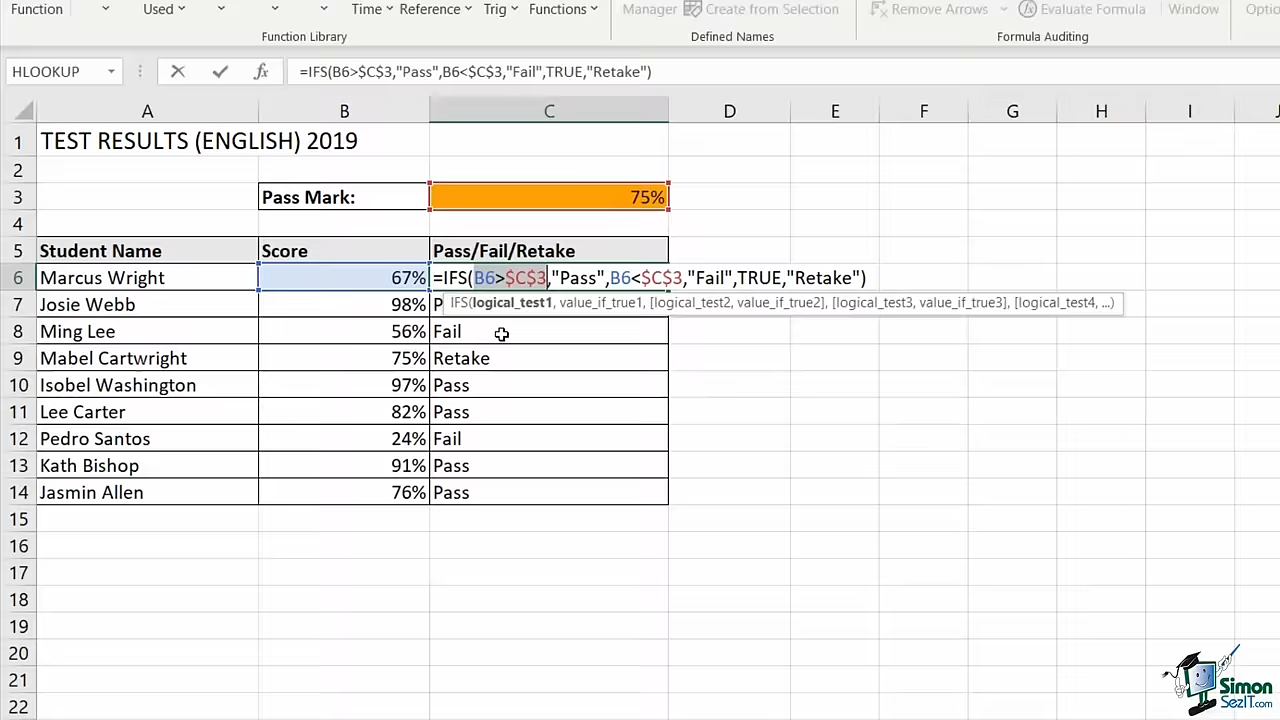 Function Used Time Reference Trig Functions Manager Create from Selection Remove Arrows Evaluate Formula Window
Function Library Defined Names Formula Auditing
HLOOKUP fx =IFS(B6>$C$3,"Pass",B6<$C$3,"Fail",TRUE,"Retake")
A B C D E F G H I
1 TEST RESULTS (ENGLISH) 2019
2
3 Pass Mark: 75%
4
5 Student Name Score Pass/Fail/Retake
6 Marcus Wright 67% =IFS(B6>$C$3,"Pass",B6<$C$3,"Fail",TRUE,"Retake")
7 Josie Webb 98% P IFS(logical_test1, value_if_true1, [logical_test2, value_if_true2], [logical_test3, value_if_true3], [logical_test4, ...)
8 Ming Lee 56% Fail
9 Mabel Cartwright 75% Retake
10 Isobel Washington 97% Pass
11 Lee Carter 82% Pass
12 Pedro Santos 24% Fail
13 Kath Bishop 91% Pass
14 Jasmin Allen 76% Pass
15
16
17
18
19
20
21
22
Simon
SezIT.com